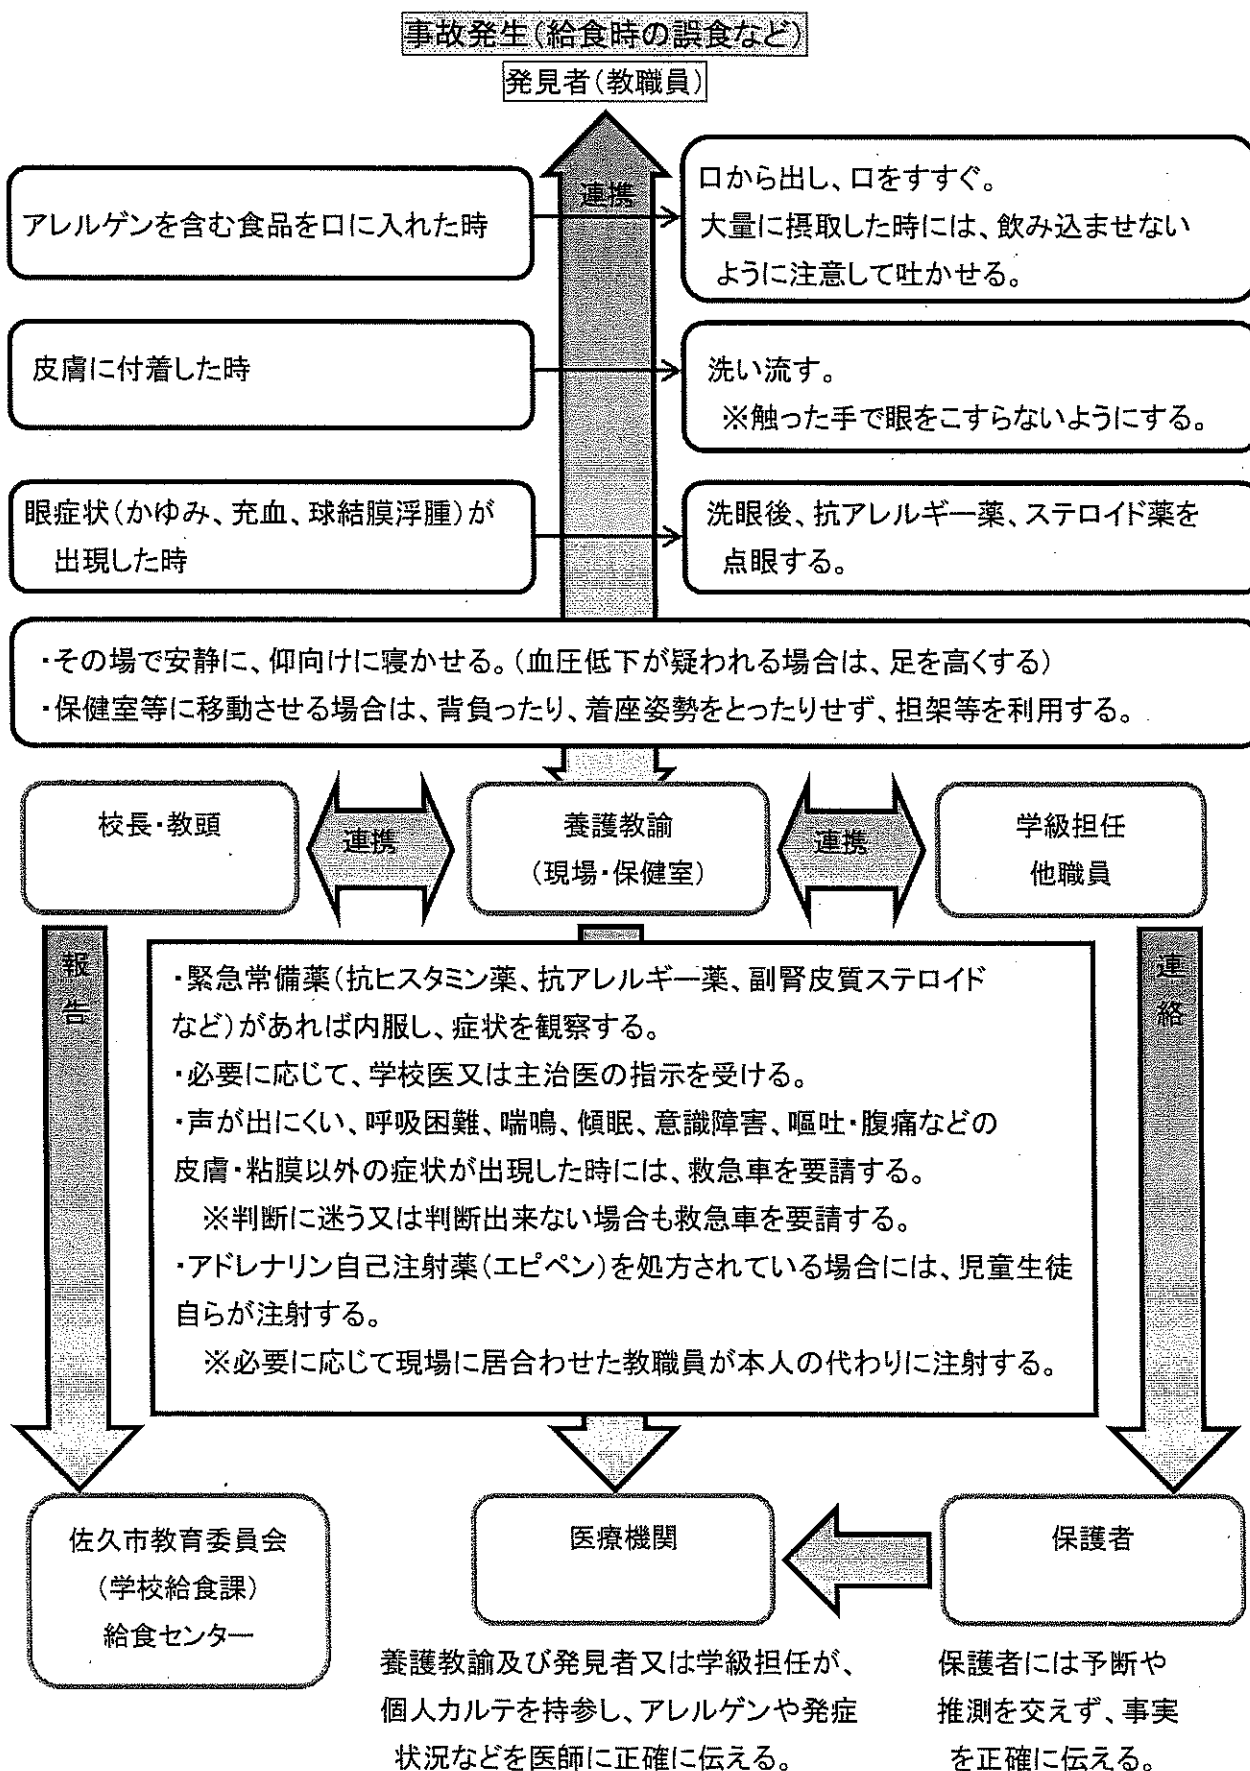 事故発生(給食時の誤食など)
発見者(教職員)
連携
アレルゲンを含む食品を口に入れた時
口から出し、口をすすぐ。
大量に摂取した時には、飲み込ませない
ように注意して吐かせる。
皮膚に付着した時
洗い流す。
※触った手で眼をこすらないようにする。
眼症状(かゆみ、充血、球結膜浮腫)が
出現した時
洗眼後、抗アレルギー薬、ステロイド薬を
点眼する。
・その場で安静に、仰向けに寝かせる。(血圧低下が疑われる場合は、足を高くする)
・保健室等に移動させる場合は、背負ったり、着座姿勢をとったりせず、担架等を利用する。
校長・教頭
連携
養護教諭
(現場・保健室)
連携
学級担任
他職員
報告
・緊急常備薬(抗ヒスタミン薬、抗アレルギー薬、副腎皮質ステロイド
など)があれば内服し、症状を観察する。
・必要に応じて、学校医又は主治医の指示を受ける。
・声が出にくい、呼吸困難、喘鳴、傾眠、意識障害、嘔吐・腹痛などの
皮膚・粘膜以外の症状が出現した時には、救急車を要請する。
※判断に迷う又は判断出来ない場合も救急車を要請する。
・アドレナリン自己注射薬(エピペン)を処方されている場合には、児童生徒
自らが注射する。
※必要に応じて現場に居合わせた教職員が本人の代わりに注射する。
連絡
佐久市教育委員会
(学校給食課)
給食センター
医療機関
保護者
養護教諭及び発見者又は学級担任が、
個人カルテを持参し、アレルゲンや発症
状況などを医師に正確に伝える。
保護者には予断や
推測を交えず、事実
を正確に伝える。